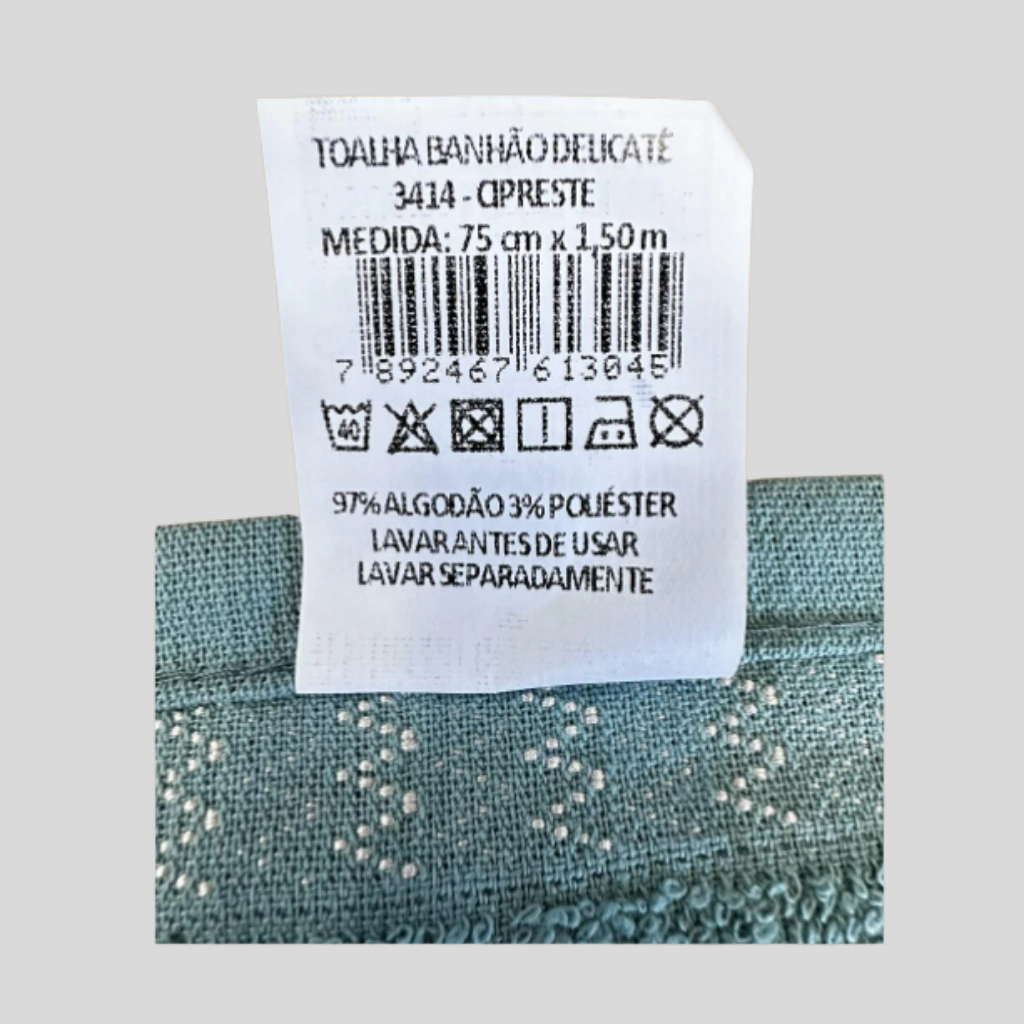 TOALHA BANHÃO DELICATÉ
3414 - CIPRESTE
MEDIDA: 75 cm x 1,50 m
7 892467 613045
40
97% ALGODÃO 3% POLIÉSTER
LAVAR ANTES DE USAR
LAVAR SEPARADAMENTE